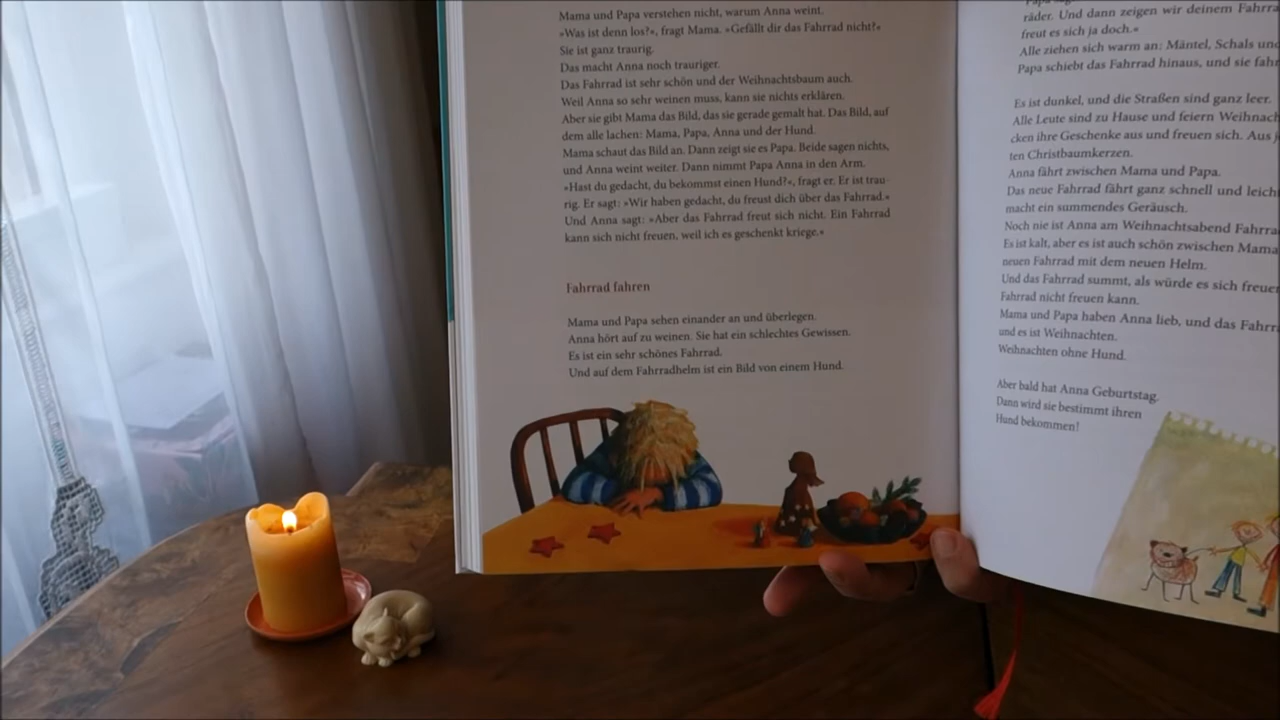 Mama und Papa verstehen nicht, warum Anna weint.
»Was ist denn los?«, fragt Mama. »Gefällt dir das Fahrrad nicht?«
Sie ist ganz traurig.
Das macht Anna noch trauriger.
Das Fahrrad ist sehr schön und der Weihnachtsbaum auch.
Weil Anna so sehr weinen muss, kann sie nichts erklären.
Aber sie gibt Mama das Bild, das sie gerade gemalt hat. Das Bild, auf
dem alle lachen: Mama, Papa, Anna und der Hund.
Mama schaut das Bild an. Dann zeigt sie es Papa. Beide sagen nichts,
und Anna weint weiter. Dann nimmt Papa Anna in den Arm.
»Hast du gedacht, du bekommst einen Hund?«, fragt er. Er ist trau-
rig. Er sagt: »Wir haben gedacht, du freust dich über das Fahrrad.«
Und Anna sagt: »Aber das Fahrrad freut sich nicht. Ein Fahrrad
kann sich nicht freuen, weil ich es geschenkt kriege.«
Fahrrad fahren
Mama und Papa sehen einander an und überlegen.
Anna hört auf zu weinen. Sie hat ein schlechtes Gewissen.
Es ist ein sehr schönes Fahrrad.
Und auf dem Fahrradhelm ist ein Bild von einem Hund.
räder. Und dann zeigen wir deinem Fahrra
freut es sich ja doch.«
Alle ziehen sich warm an: Mäntel, Schals und
Papa schiebt das Fahrrad hinaus, und sie fahr
Es ist dunkel, und die Straßen sind ganz leer.
Alle Leute sind zu Hause und feiern Weihnach
cken ihre Geschenke aus und freuen sich. Aus
ten Christbaumkerzen.
Anna fährt zwischen Mama und Papa.
Das neue Fahrrad fährt ganz schnell und leich
macht ein summendes Geräusch.
Noch nie ist Anna am Weihnachtsabend Fahrra
Es ist kalt, aber es ist auch schön zwischen Mama
neuen Fahrrad mit dem neuen Helm.
Und das Fahrrad summt, als würde es sich freue
Fahrrad nicht freuen kann.
Mama und Papa haben Anna lieb, und das Fahrr
und es ist Weihnachten.
Weihnachten ohne Hund.
Aber bald hat Anna Geburtstag.
Dann wird sie bestimmt ihren
Hund bekommen!